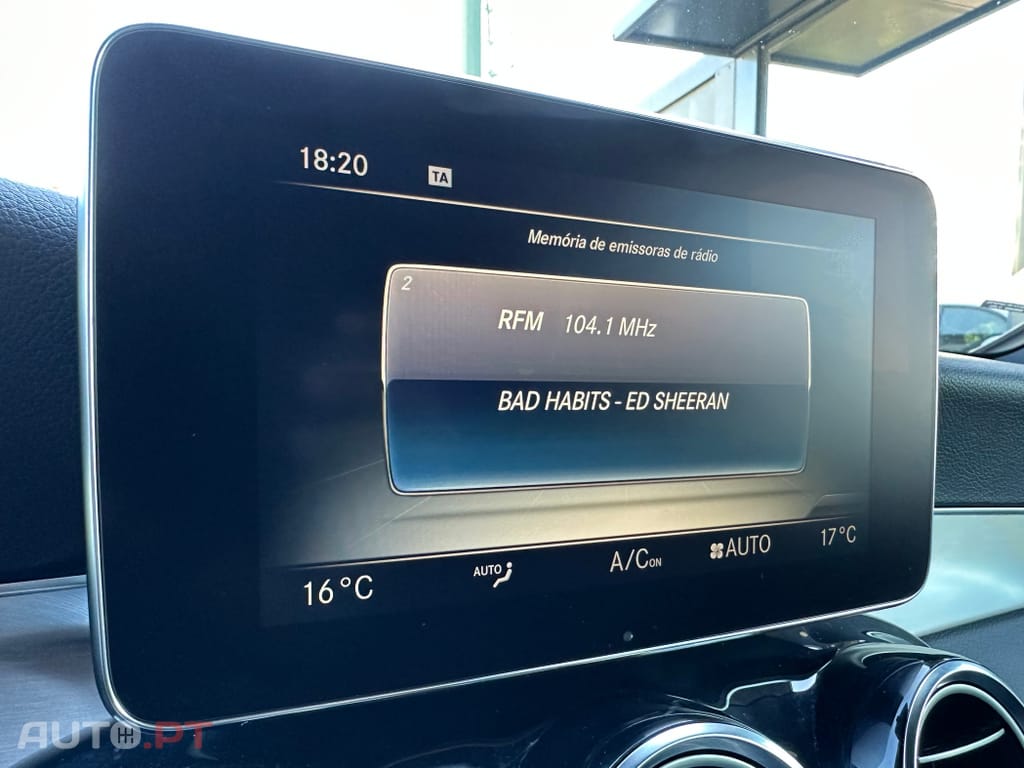 18:20 TA
Memória de emissoras de rádio
2
RFM 104.1 MHz
BAD HABITS - ED SHEERAN
16°C AUTO A/C ON AUTO 17°C
AUTO.PT